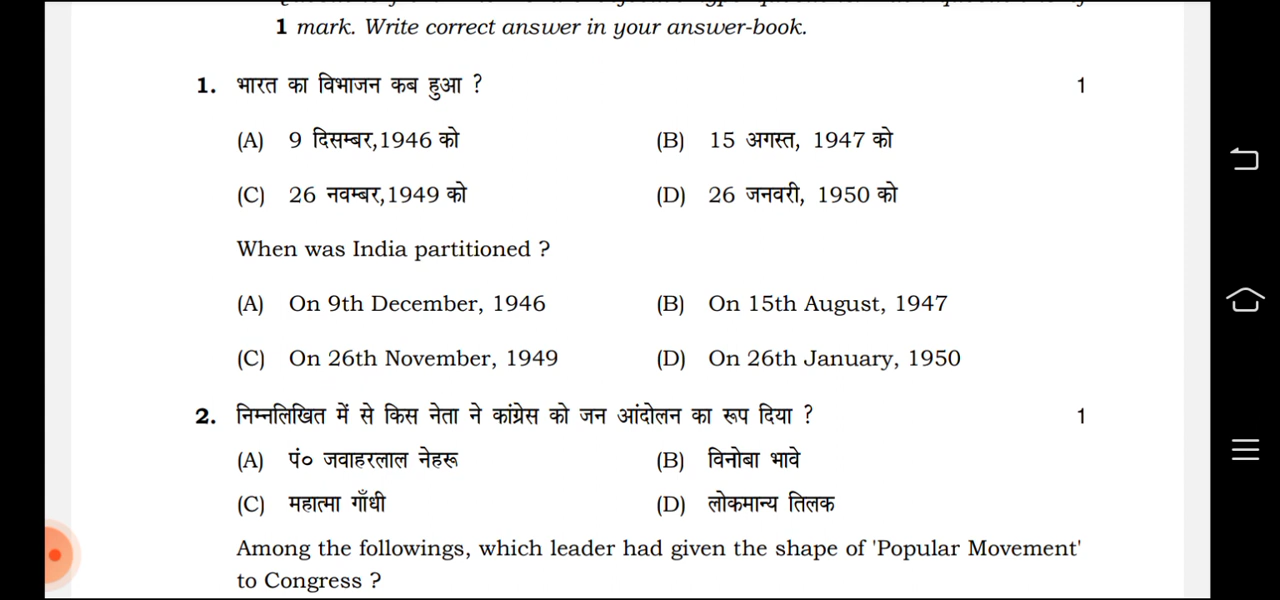 1 mark. Write correct answer in your answer-book.
1. भारत का विभाजन कब हुआ ? 1
(A) 9 दिसम्बर,1946 को (B) 15 अगस्त, 1947 को
(C) 26 नवम्बर,1949 को (D) 26 जनवरी, 1950 को
When was India partitioned ?
(A) On 9th December, 1946 (B) On 15th August, 1947
(C) On 26th November, 1949 (D) On 26th January, 1950
2. निम्नलिखित में से किस नेता ने कांग्रेस को जन आंदोलन का रूप दिया ? 1
(A) पं० जवाहरलाल नेहरू (B) विनोबा भावे
(C) महात्मा गाँधी (D) लोकमान्य तिलक
Among the followings, which leader had given the shape of 'Popular Movement'
to Congress ?